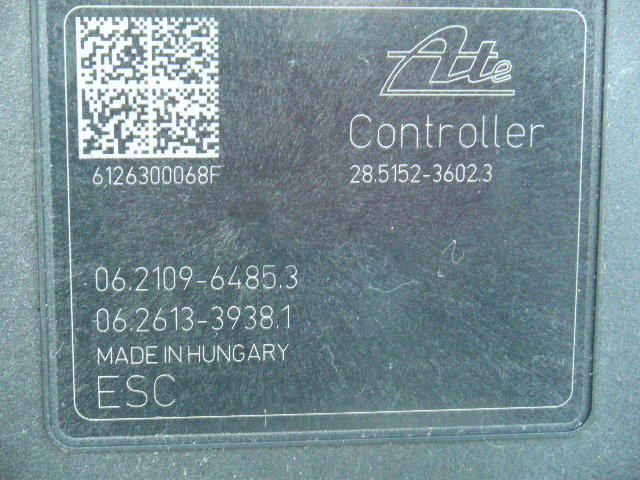 Ate
Controller
6126300068F
28.5152-3602.3
06.2109-6485.3
06.2613-3938.1
MADE IN HUNGARY
ESC